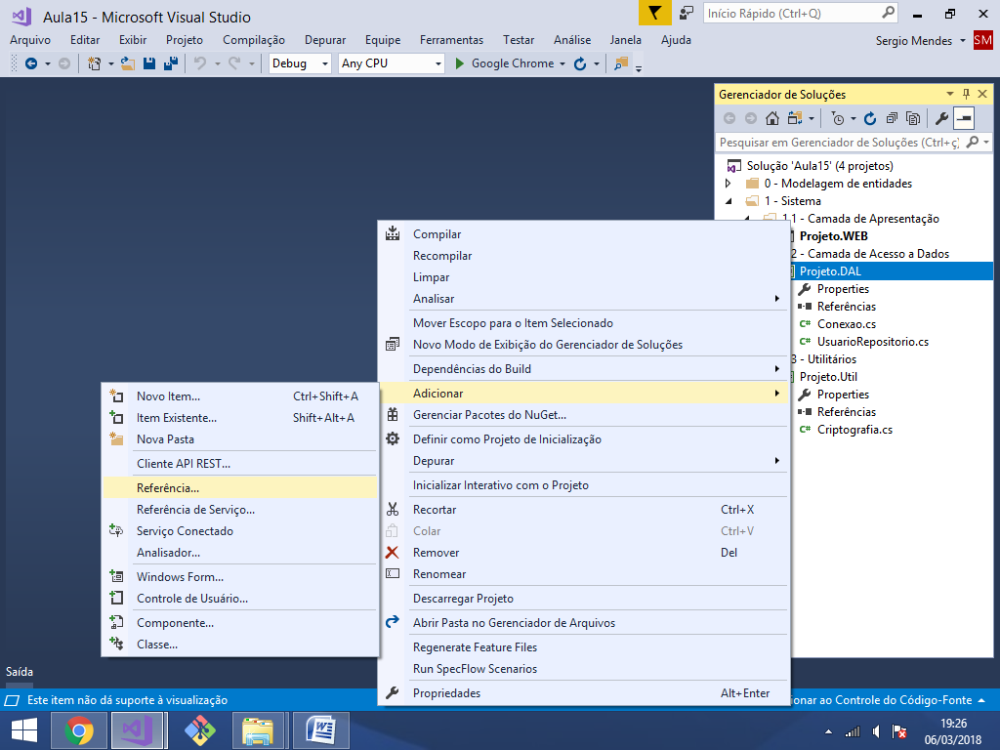 Aula15 - Microsoft Visual Studio
Início Rápido (Ctrl+Q)
Arquivo Editar Exibir Projeto Compilação Depurar Equipe Ferramentas Testar Análise Janela Ajuda
Sergio Mendes SM
Debug Any CPU Google Chrome
Gerenciador de Soluções
Pesquisar em Gerenciador de Soluções (Ctrl+ç)
Solução 'Aula15' (4 projetos)
0 - Modelagem de entidades
1 - Sistema
1.1 - Camada de Apresentação
Projeto.WEB
2 - Camada de Acesso a Dados
Projeto.DAL
Properties
Referências
C# Conexao.cs
C# UsuarioRepositorio.cs
3 - Utilitários
Projeto.Util
Properties
Referências
C# Criptografia.cs
Compilar
Recompilar
Limpar
Analisar
Mover Escopo para o Item Selecionado
Novo Modo de Exibição do Gerenciador de Soluções
Dependências do Build
Adicionar
Gerenciar Pacotes do NuGet...
Definir como Projeto de Inicialização
Depurar
Inicializar Interativo com o Projeto
Recortar Ctrl+X
Colar Ctrl+V
Remover Del
Renomear
Descarregar Projeto
Abrir Pasta no Gerenciador de Arquivos
Regenerate Feature Files
Run SpecFlow Scenarios
Propriedades Alt+Enter
Novo Item... Ctrl+Shift+A
Item Existente... Shift+Alt+A
Nova Pasta
Cliente API REST...
Referência...
Referência de Serviço...
Serviço Conectado
Analisador...
Windows Form...
Controle de Usuário...
Componente...
Classe...
Saída
Este item não dá suporte à visualização
onar ao Controle do Código-Fonte
19:26
06/03/2018